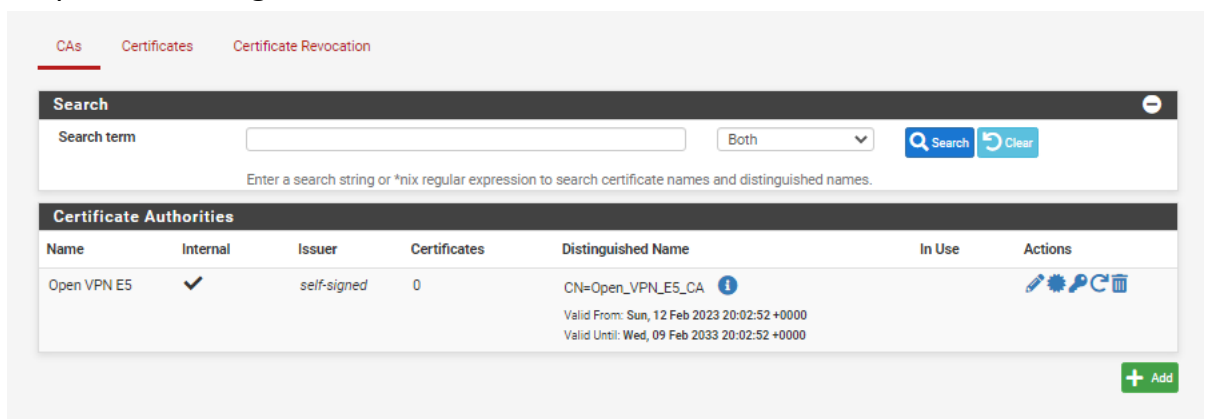 CAs Certificates Certificate Revocation
Search
Search term Both Search Clear
Enter a search string or *nix regular expression to search certificate names and distinguished names.
Certificate Authorities
Name Internal Issuer Certificates Distinguished Name In Use Actions
Open VPN E5 self-signed 0 CN=Open_VPN_E5_CA
Valid From: Sun, 12 Feb 2023 20:02:52 +0000
Valid Until: Wed, 09 Feb 2033 20:02:52 +0000
Add